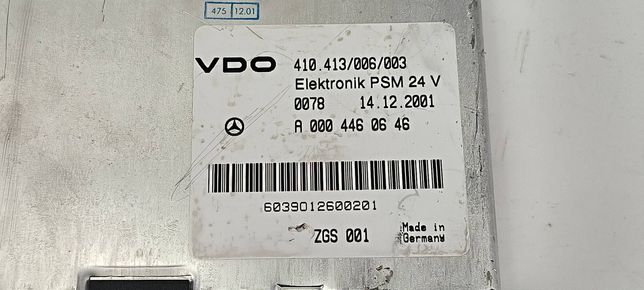 475 12.01
VDO 410.413/006/003
Elektronik PSM 24 V
0078 14.12.2001
A 000 446 06 46
6039012600201
ZGS 001 Made in
Germany